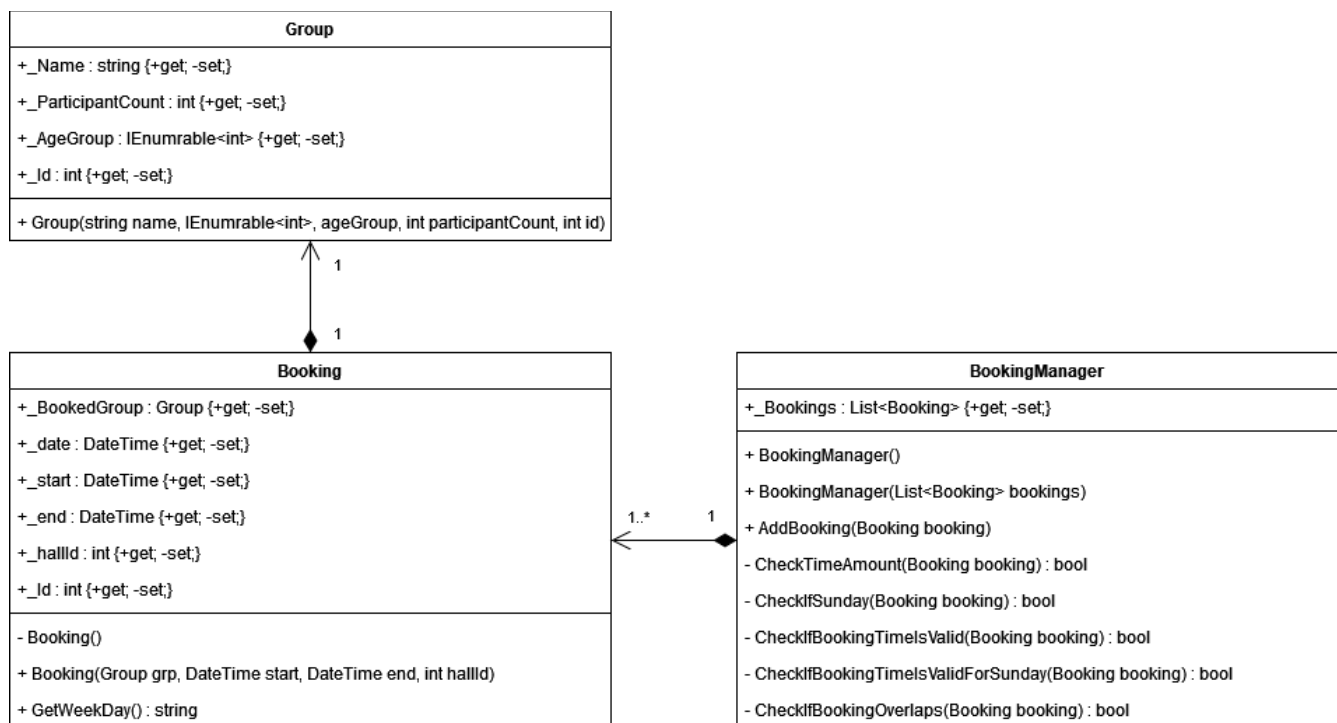 Group
+_Name : string {+get; -set;}
+_ParticipantCount : int {+get; -set;}
+_AgeGroup : IEnumrable<int> {+get; -set;}
+_Id : int {+get; -set;}
+ Group(string name, IEnumrable<int>, ageGroup, int participantCount, int id)
1
1
Booking
+_BookedGroup : Group {+get; -set;}
+_date : DateTime {+get; -set;}
+_start : DateTime {+get; -set;}
+_end : DateTime {+get; -set;}
+_hallId : int {+get; -set;}
+_Id : int {+get; -set;}
- Booking()
+ Booking(Group grp, DateTime start, DateTime end, int hallId)
+ GetWeekDay() : string
1..*
1
BookingManager
+_Bookings : List<Booking> {+get; -set;}
+ BookingManager()
+ BookingManager(List<Booking> bookings)
+ AddBooking(Booking booking)
- CheckTimeAmount(Booking booking) : bool
- CheckIfSunday(Booking booking) : bool
- CheckIfBookingTimeIsValid(Booking booking) : bool
- CheckIfBookingTimeIsValidForSunday(Booking booking) : bool
- CheckIfBookingOverlaps(Booking booking) : bool